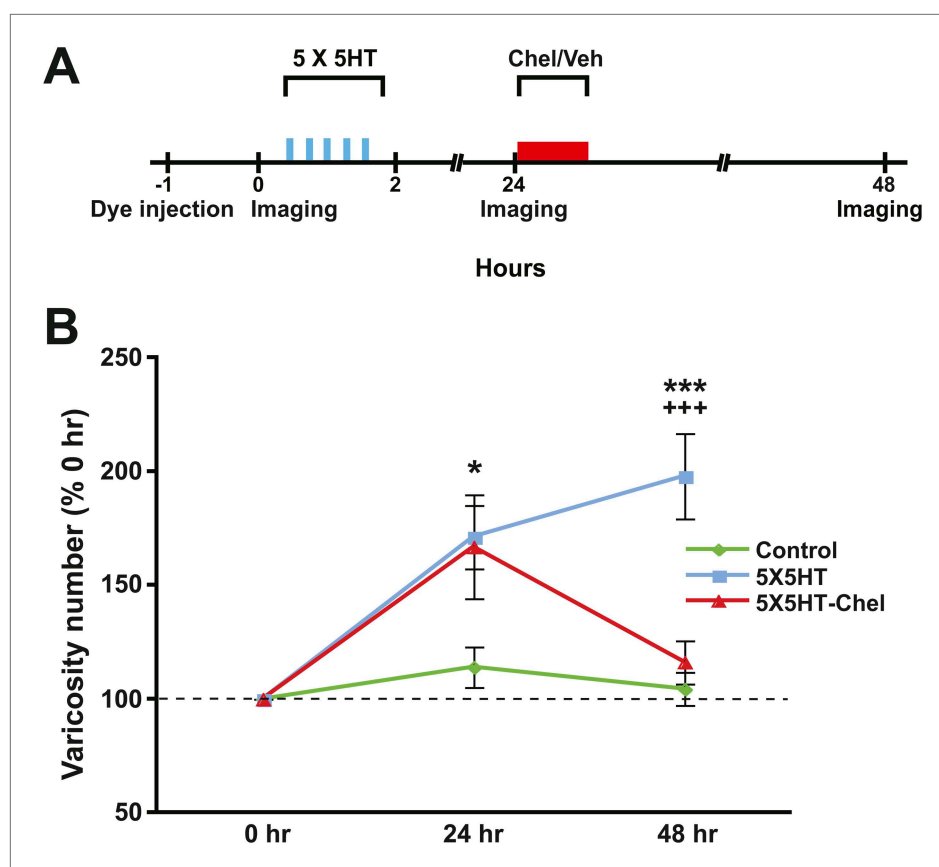 A
5 X 5HT
Chel/Veh
-1
0
2
24
48
Dye injection
Imaging
Imaging
Imaging
Hours
B
Varicosity number (% 0 hr)
250
200
150
100
50
*
***
+++
Control
5X5HT
5X5HT-Chel
0 hr
24 hr
48 hr